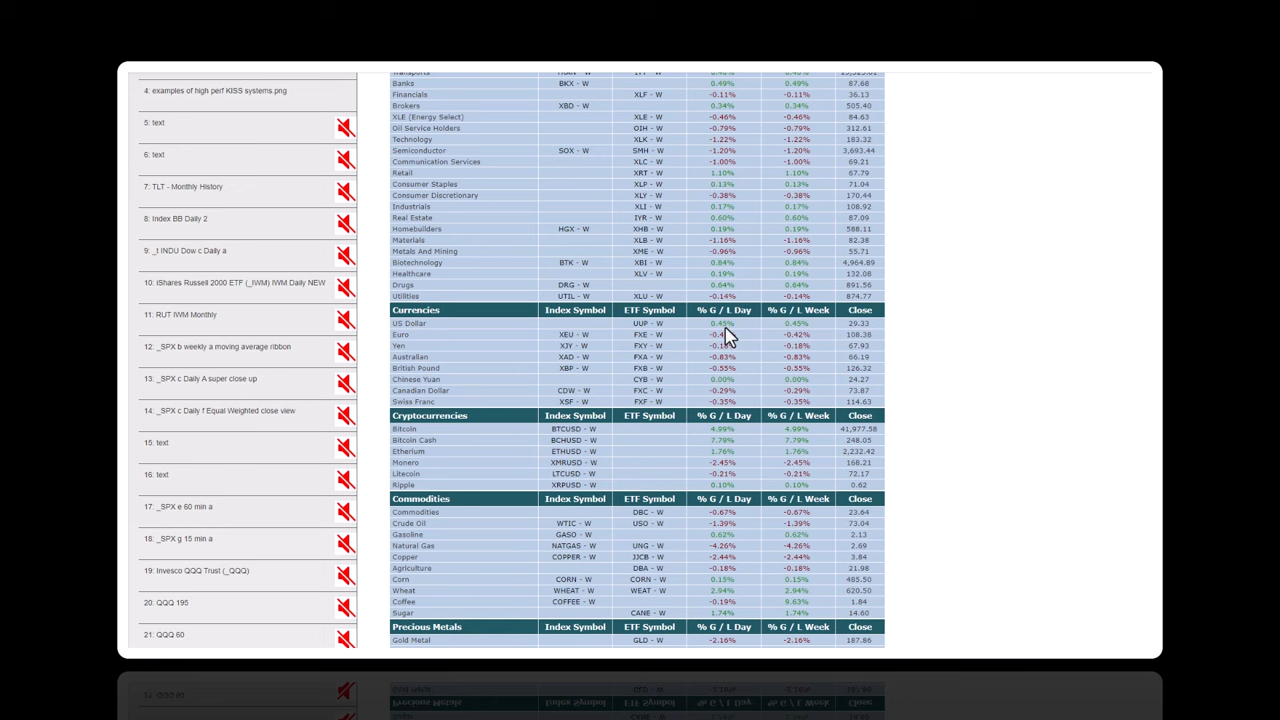 4: examples of high perf KISS systems.png
5: text
6: text
7: TLT - Monthly History
8: Index BB Daily 2
9: _t INDU Dow c Daily a
10: iShares Russell 2000 ETF (_IWM) IWM Daily NEW
11: RUT IWM Monthly
12: _SPX b weekly a moving average ribbon
13: _SPX c Daily A super close up
14: _SPX c Daily f Equal Weighted close view
15: text
16: text
17: _SPX e 60 min a
18: _SPX g 15 min a
19: Invesco QQQ Trust (_QQQ)
20: QQQ 195
21: QQQ 60
Banks BKX - W 0.49% 0.49% 87.68
Financials XLF - W -0.11% -0.11% 36.13
Brokers XBD - W 0.34% 0.34% 505.40
XLE (Energy Select) XLE - W -0.46% -0.46% 84.63
Oil Service Holders OIH - W -0.79% -0.79% 312.61
Technology XLK - W -1.22% -1.22% 183.32
Semiconductor SOX - W SMH - W -1.20% -1.20% 3,693.44
Communication Services XLC - W -1.00% -1.00% 69.21
Retail XRT - W 1.10% 1.10% 67.79
Consumer Staples XLP - W 0.13% 0.13% 71.04
Consumer Discretionary XLY - W -0.38% -0.38% 170.44
Industrials XLI - W 0.17% 0.17% 108.92
Real Estate IYR - W 0.60% 0.60% 87.09
Homebuilders HGX - W XHB - W 0.19% 0.19% 588.11
Materials XLB - W -1.16% -1.16% 82.38
Metals And Mining XME - W -0.96% -0.96% 55.71
Biotechnology BTK - W XBI - W 0.84% 0.84% 4,964.89
Healthcare XLV - W 0.19% 0.19% 132.08
Drugs DRG - W 0.64% 0.64% 891.56
Utilities UTIL - W XLU - W -0.14% -0.14% 874.77
Currencies Index Symbol ETF Symbol % G / L Day % G / L Week Close
US Dollar UUP - W 0.45% 0.45% 29.33
Euro XEU - W FXE - W -0.42% 108.38
Yen XJY - W FXY - W -0.18% 67.93
Australian XAD - W FXA - W -0.83% -0.83% 66.19
British Pound XBP - W FXB - W -0.55% -0.55% 126.32
Chinese Yuan CYB - W 0.00% 0.00% 24.27
Canadian Dollar CDW - W FXC - W -0.29% -0.29% 73.87
Swiss Franc XSF - W FXF - W -0.35% -0.35% 114.63
Cryptocurrencies Index Symbol ETF Symbol % G / L Day % G / L Week Close
Bitcoin BTCUSD - W 4.99% 4.99% 41,977.58
Bitcoin Cash BCHUSD - W 7.79% 7.79% 248.05
Etherium ETHUSD - W 1.76% 1.76% 2,232.42
Monero XMRUSD - W -2.45% -2.45% 168.21
Litecoin LTCUSD - W -0.21% -0.21% 72.17
Ripple XRPUSD - W 0.10% 0.10% 0.62
Commodities Index Symbol ETF Symbol % G / L Day % G / L Week Close
Commodities DBC - W -0.67% -0.67% 23.64
Crude Oil WTIC - W USO - W -1.39% -1.39% 73.04
Gasoline GASO - W 0.62% 0.62% 2.13
Natural Gas NATGAS - W UNG - W -4.26% -4.26% 2.69
Copper COPPER - W JJCB - W -2.44% -2.44% 3.84
Agriculture DBA - W -0.18% -0.18% 21.98
Corn CORN - W CORN - W 0.15% 0.15% 485.50
Wheat WHEAT - W WEAT - W 2.94% 2.94% 620.50
Coffee COFFEE - W -0.19% 9.63% 1.84
Sugar CANE - W 1.74% 1.74% 14.60
Precious Metals Index Symbol ETF Symbol % G / L Day % G / L Week Close
Gold Metal GLD - W -2.16% -2.16% 187.86